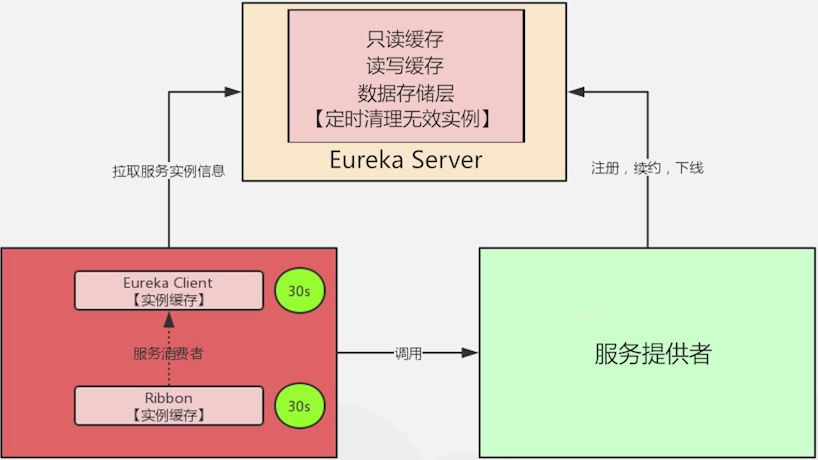 只读缓存
读写缓存
数据存储层
【定时清理无效实例】
Eureka Server
拉取服务实例信息
注册，续约，下线
Eureka Client
【实例缓存】
30s
服务消费者
调用
服务提供者
Ribbon
【实例缓存】
30s